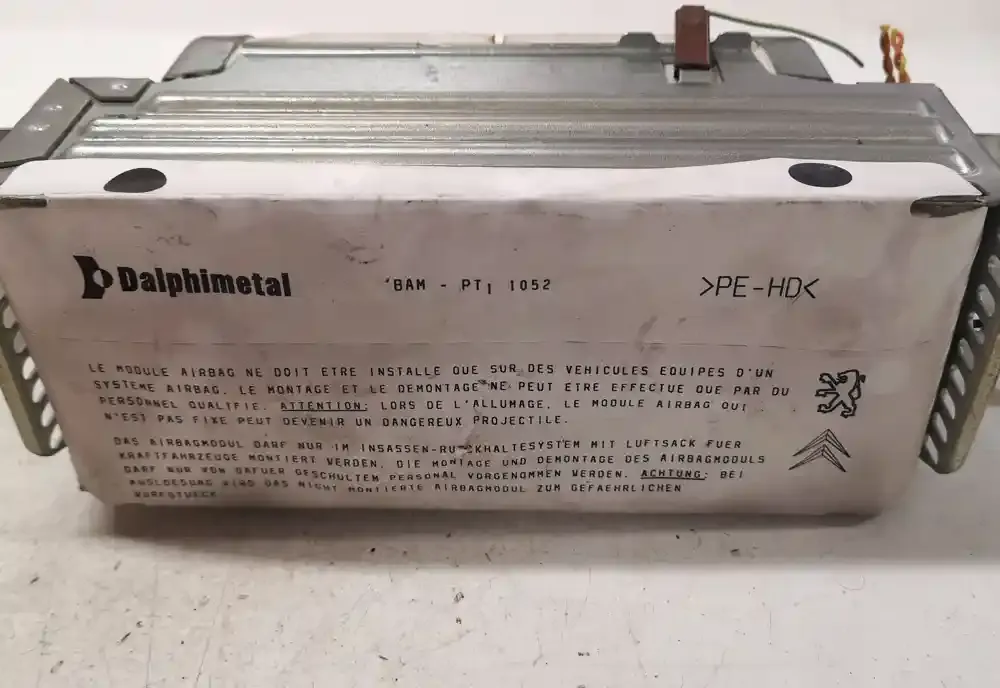 Dalphimetal
'BAM - PT1 1052
>PE-HD<
LE MODULE AIRBAG NE DOIT ETRE INSTALLE QUE SUR DES VEHICULES EQUIPES D'UN
SYSTEME AIRBAG. LE MONTAGE ET LE DEMONTAGE NE PEUT ETRE EFFECTUE QUE PAR DU
PERSONNEL QUALIFIE. ATTENTION: LORS DE L'ALLUMAGE, LE MODULE AIRBAG QUI
N'EST PAS FIXE PEUT DEVENIR UN DANGEREUX PROJECTILE.
DAS AIRBAGMODUL DARF NUR IM INSASSEN-RUCKHALTESYSTEM MIT LUFTSACK FUER
KRAFTFAHRZEUGE MONTIERT WERDEN. DIE MONTAGE UND DEMONTAGE DES AIRBAGMODULS
DARF NUR VON DAFUER GESCHULTEM PERSONAL VORGENOMMEN WERDEN. ACHTUNG: BEI
AUSLOESUNG WIRD DAS NICHT MONTIERTE AIRBAGMODUL ZUM GEFAEHRLICHEN
WURFSTUECK